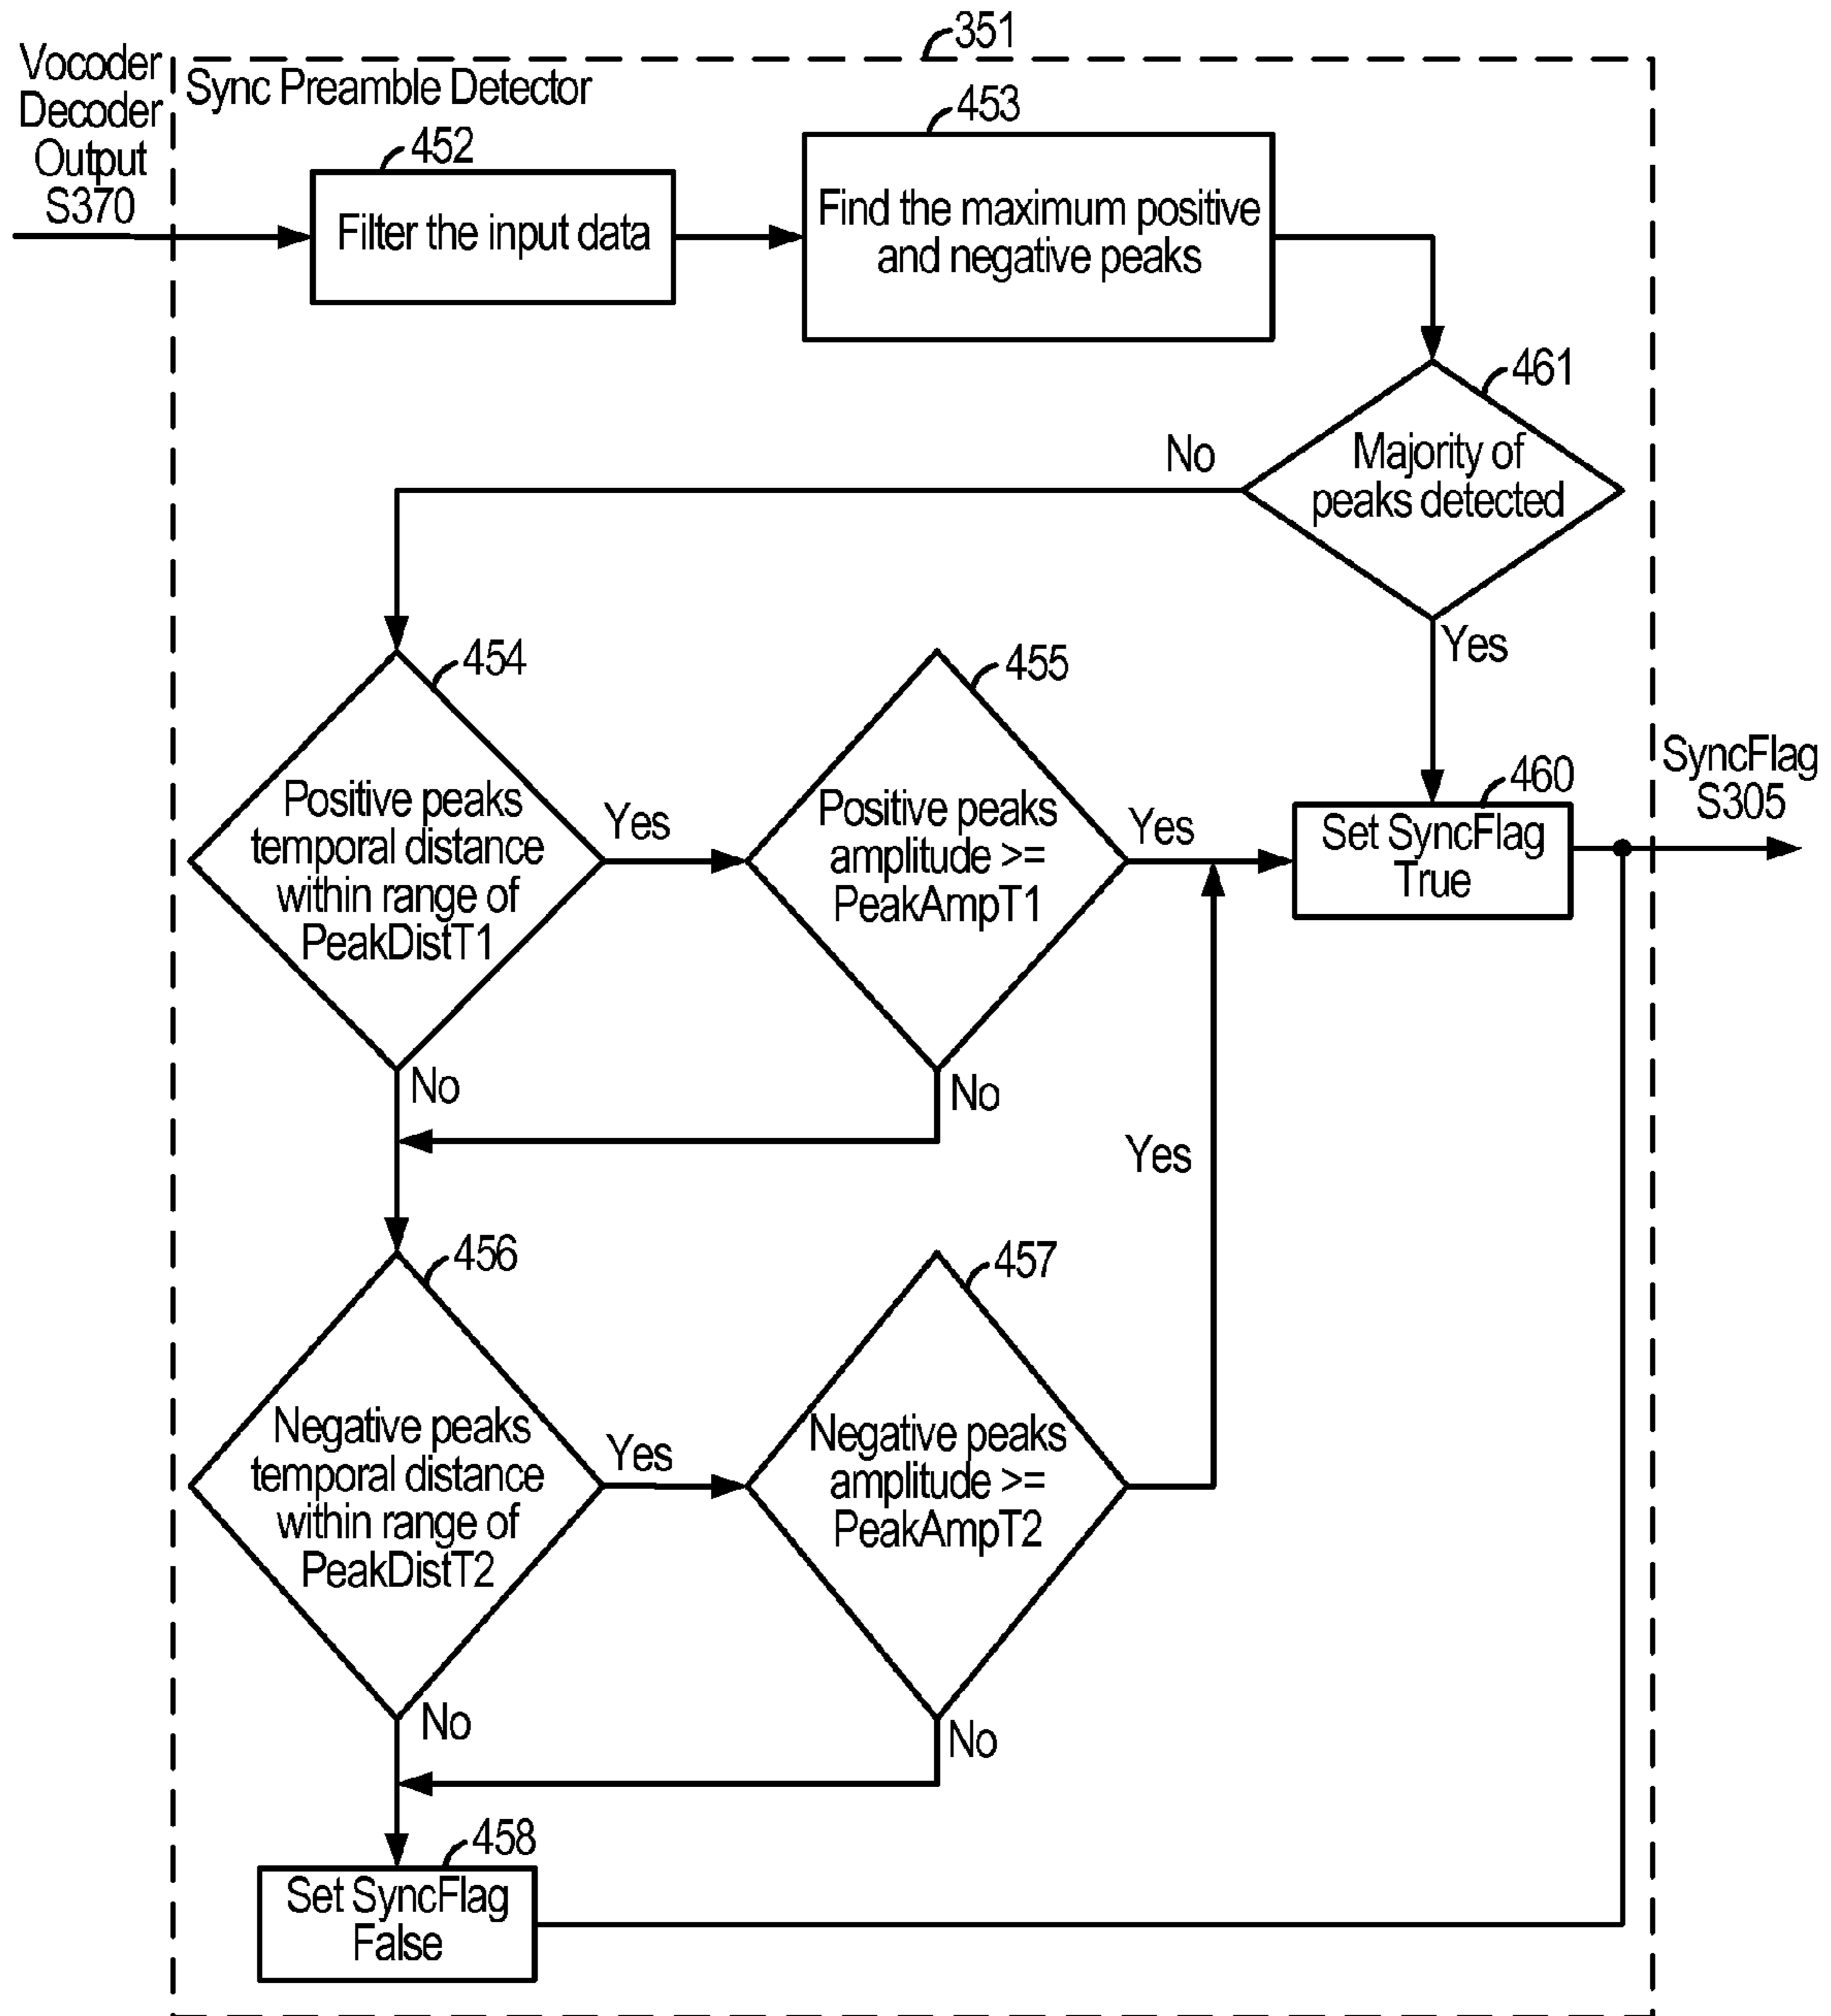 351
Vocoder
Decoder
Output
S370
Sync Preamble Detector
452
Filter the input data
453
Find the maximum positive
and negative peaks
461
Majority of
peaks detected
No
Yes
454
Positive peaks
temporal distance
within range of
PeakDistT1
Yes
No
455
Positive peaks
amplitude >=
PeakAmpT1
Yes
No
460
Set SyncFlag
True
SyncFlag
S305
456
Negative peaks
temporal distance
within range of
PeakDistT2
Yes
No
457
Negative peaks
amplitude >=
PeakAmpT2
Yes
No
458
Set SyncFlag
False